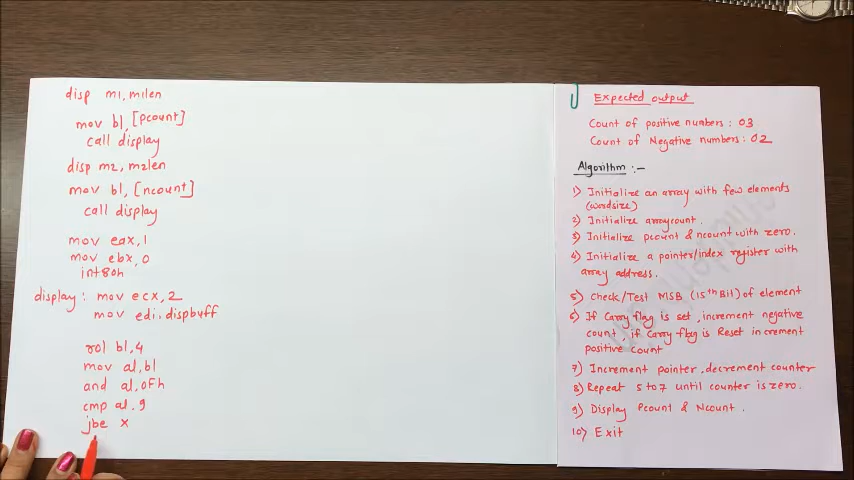 disp m1,m1len
mov bl,[pcount]
call display
disp m2,m2len
mov bl,[ncount]
call display
mov eax,1
mov ebx,0
int80h
display: mov ecx,2
mov edi,dispbuff
rol bl,4
mov al,bl
and al,0Fh
cmp al,9
jbe x
Expected output
Count of positive numbers: 03
Count of Negative numbers: 02
Algorithm :-
1) Initialize an array with few elements
(wordsize)
2) Initialize arraycount.
3) Initialize pcount & ncount with zero.
4) Initialize a pointer/index register with
array address.
5) Check/Test MSB (15th Bit) of element
6) If Carry flag is set, increment negative
count, if Carry flag is Reset increment
positive Count
7) Increment pointer, decrement counter
8) Repeat 5 to 7 until counter is zero.
9) Display Pcount & Ncount.
10) Exit